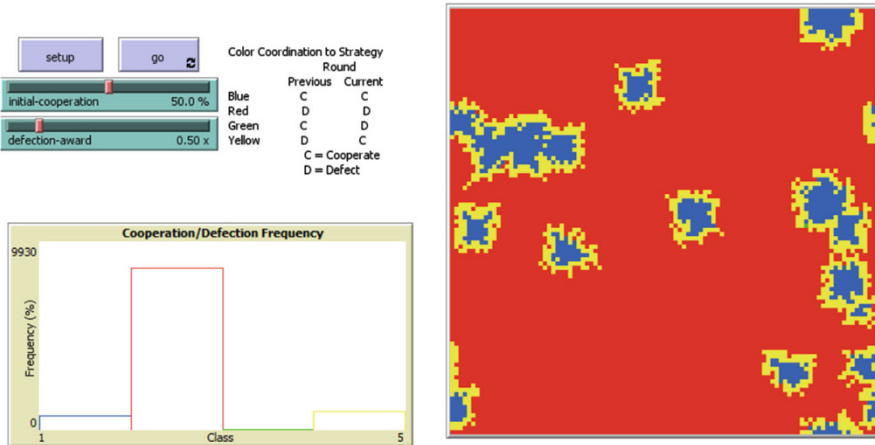 setup
go
initial-cooperation 50.0 %
defection-award 0.50 x
Color Coordination to Strategy
Round
Previous Current
Blue C C
Red D D
Green C D
Yellow D C
C = Cooperate
D = Defect
Cooperation/Defection Frequency
9930
Frequency (%)
0
1 Class 5